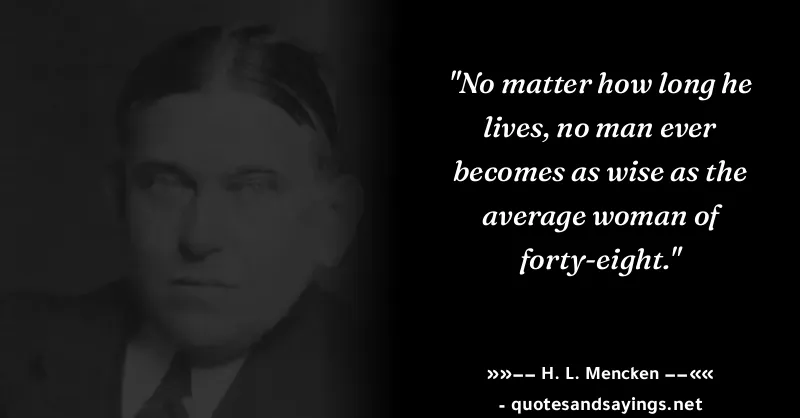 "No matter how long he
lives, no man ever
becomes as wise as the
average woman of
forty-eight."
»»−− H. L. Mencken −−««
- quotesandsayings.net